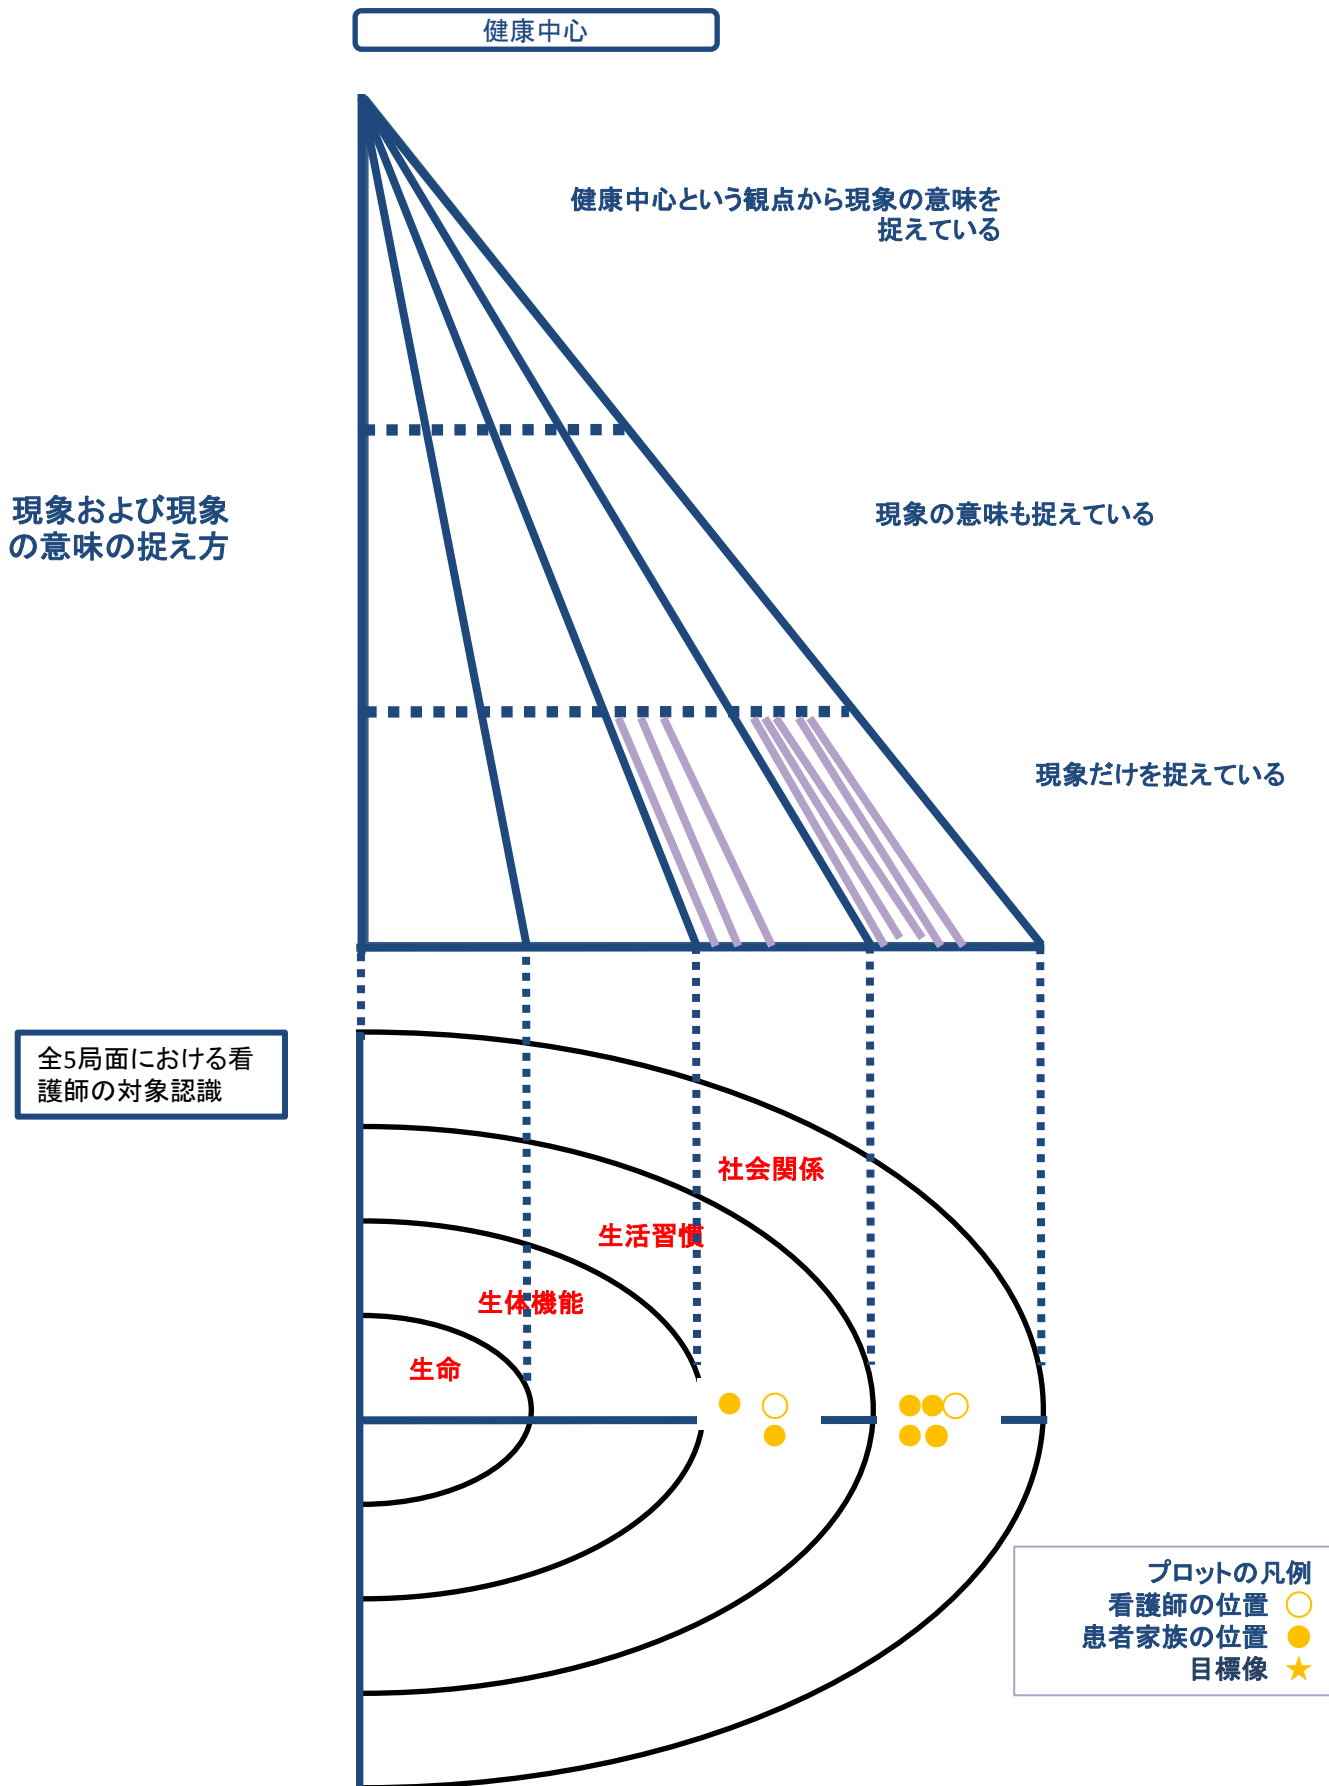 健康中心
健康中心という観点から現象の意味を
捉えている
現象および現象
の意味の捉え方
現象の意味も捉えている
現象だけを捉えている
全5局面における看
護師の対象認識
社会関係
生活習慣
生体機能
生命
プロットの凡例
看護師の位置
患者家族の位置
目標像